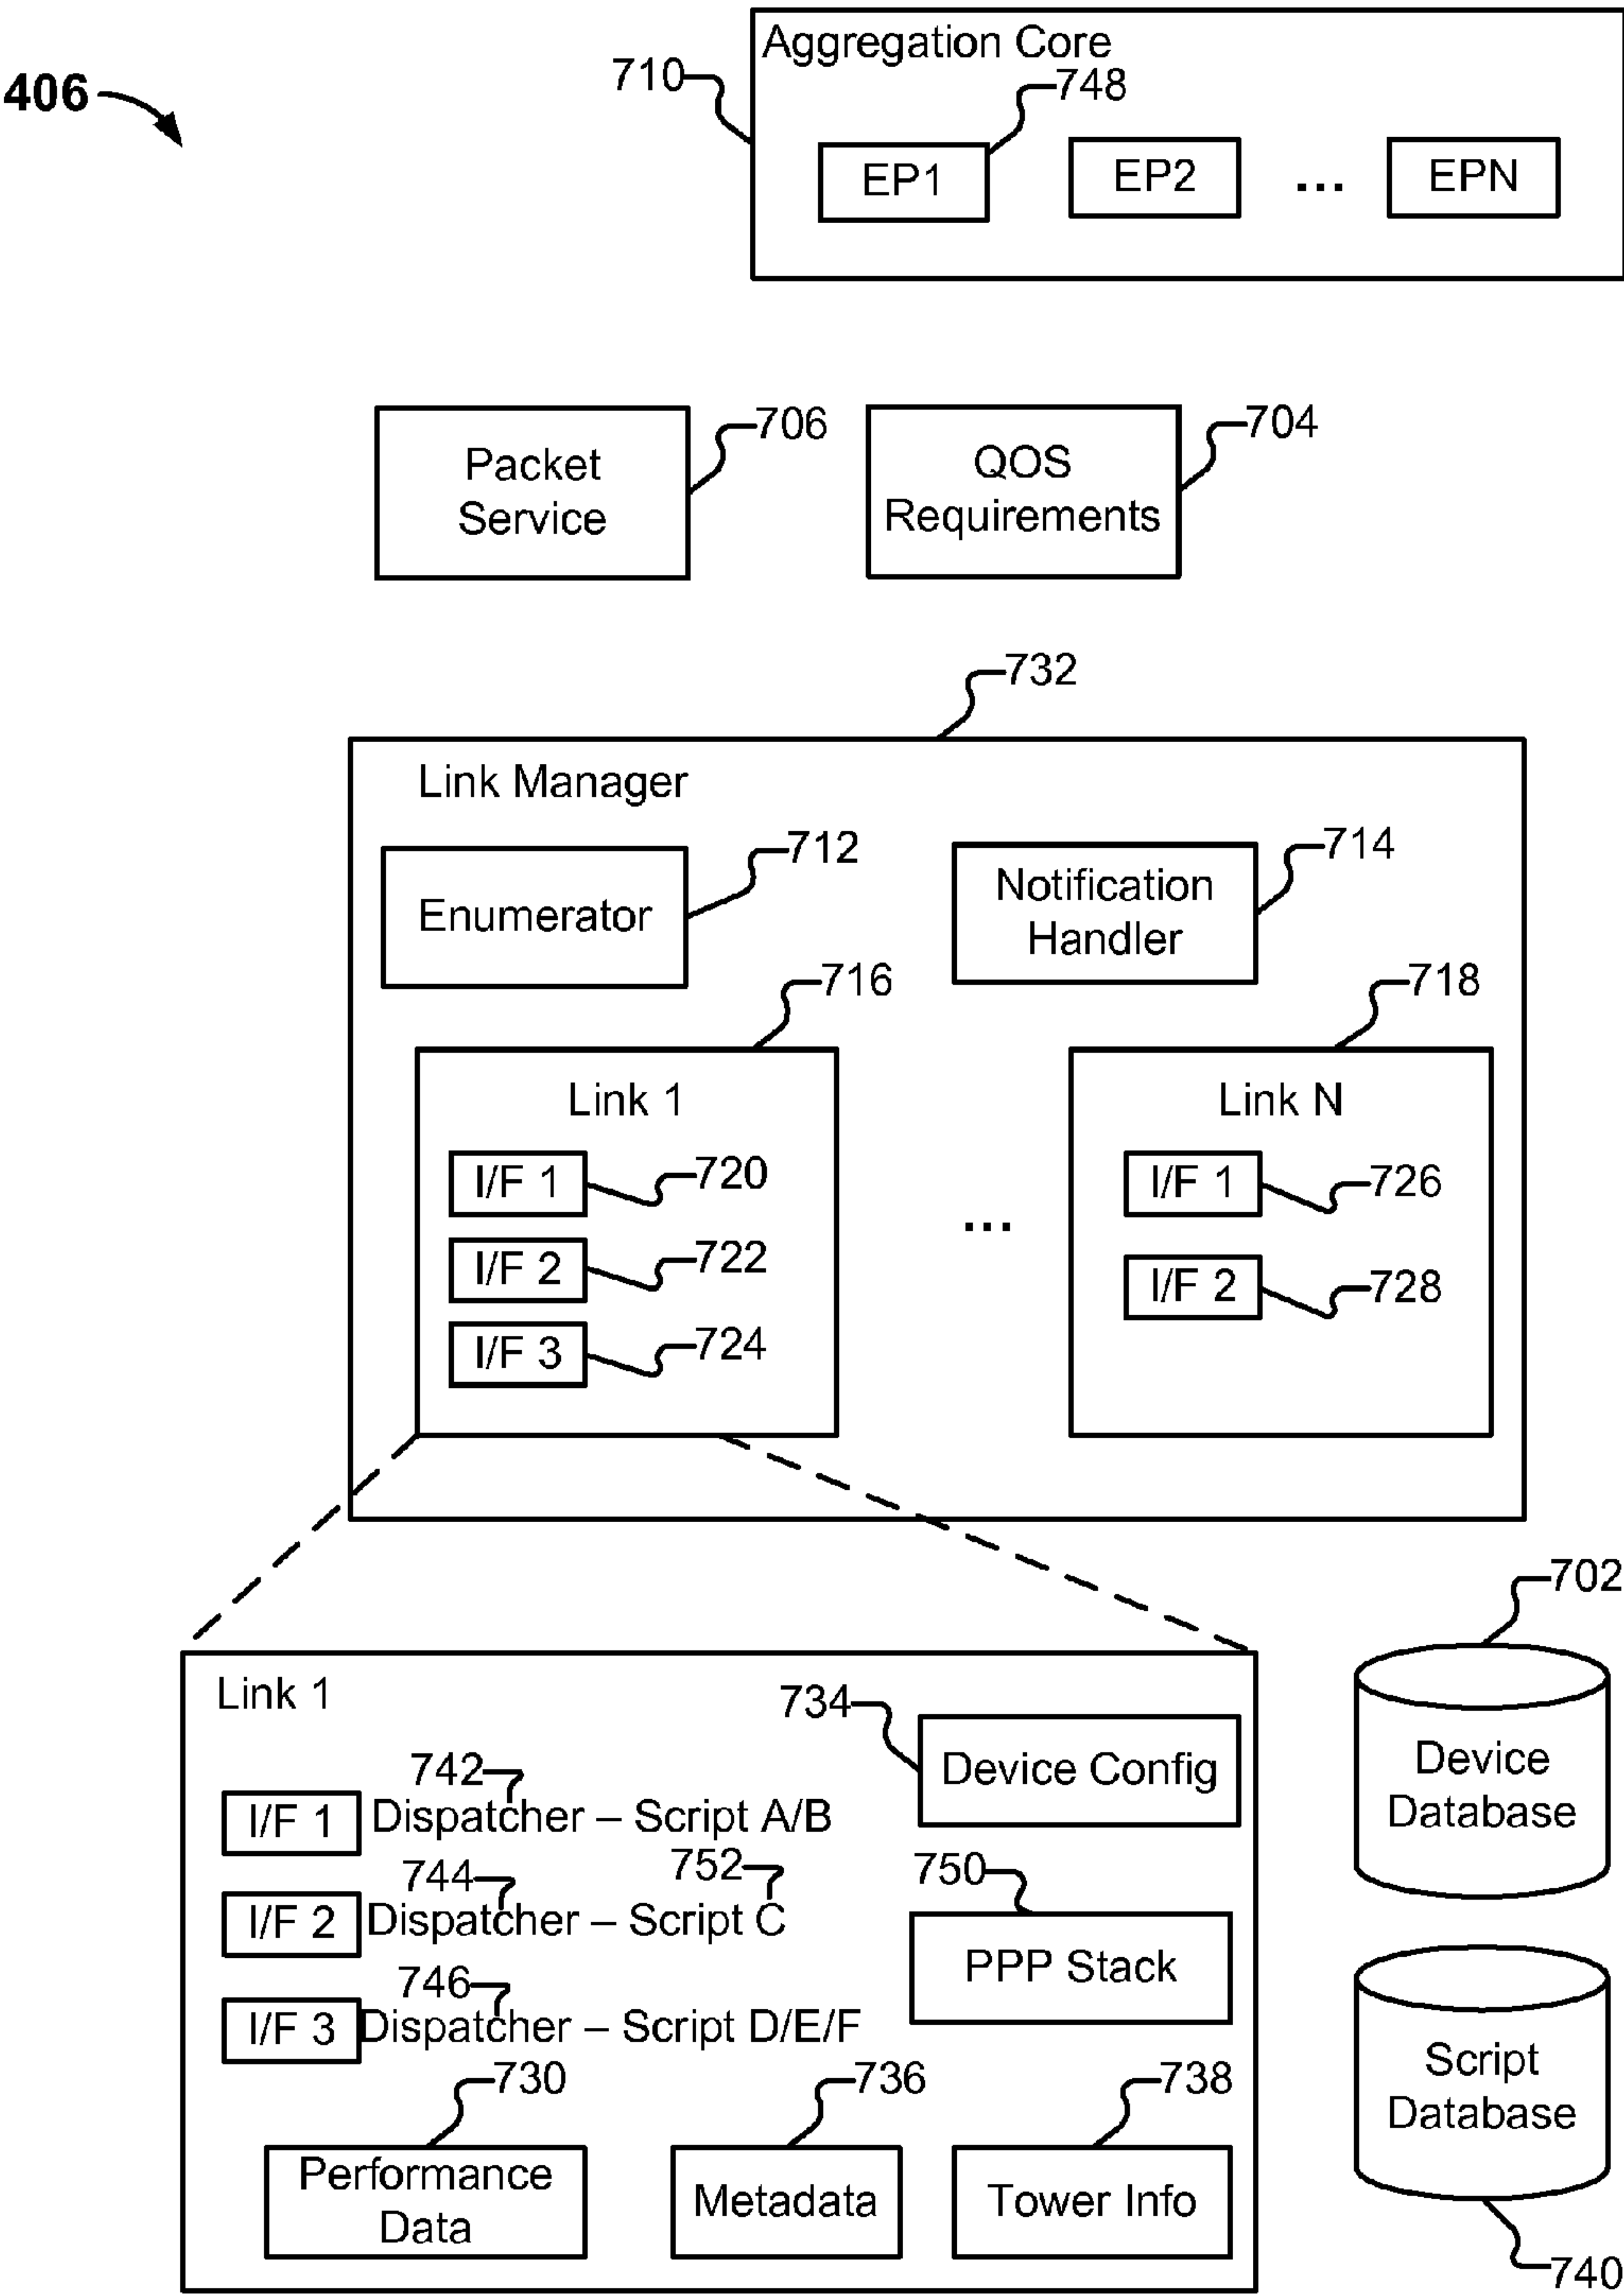 406
Aggregation Core
710
748
EP1
EP2
...
EPN
Packet
Service
706
QOS
Requirements
704
732
Link Manager
Enumerator
712
Notification
Handler
714
716
718
Link 1
I/F 1
720
I/F 2
722
I/F 3
724
...
Link N
I/F 1
726
I/F 2
728
Link 1
734
Device Config
742
I/F 1
Dispatcher – Script A/B
744
752
I/F 2
Dispatcher – Script C
750
PPP Stack
746
I/F 3
Dispatcher – Script D/E/F
730
Performance
Data
736
Metadata
738
Tower Info
702
Device
Database
Script
Database
740